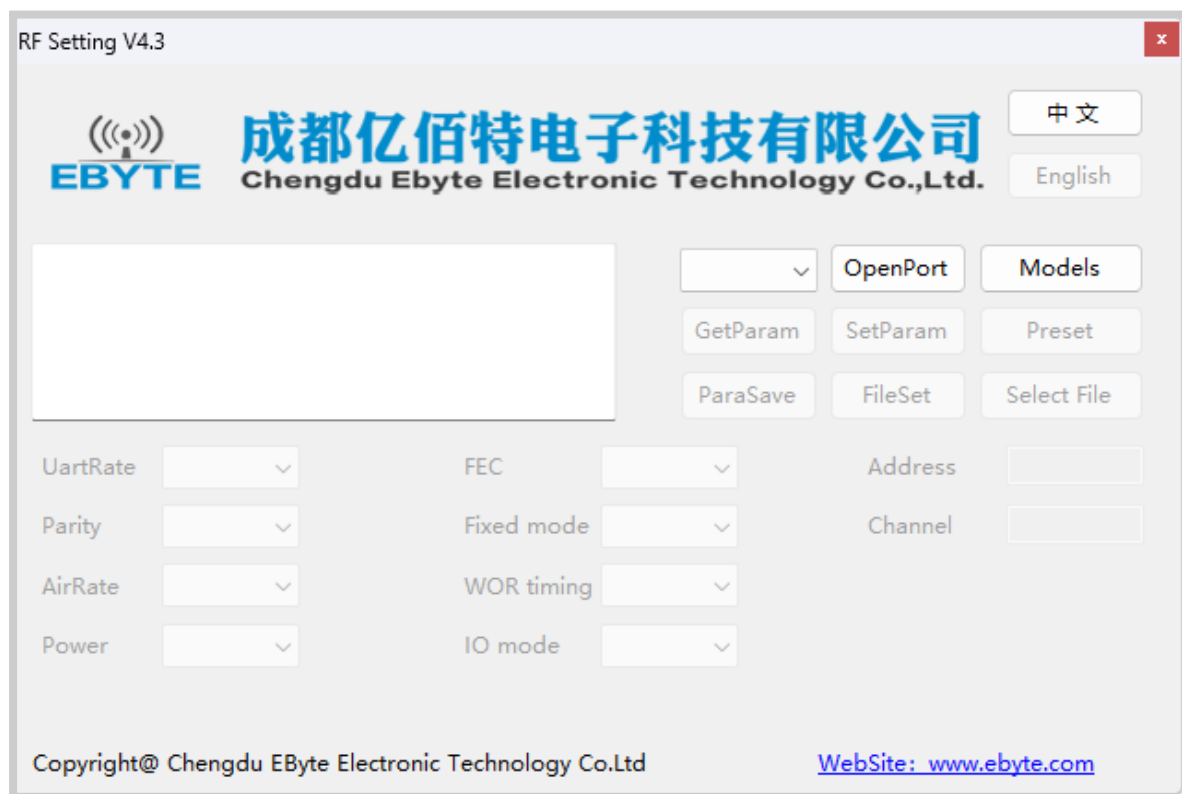 RF Setting V4.3
x
EBYTE
成都亿佰特电子科技有限公司
Chengdu Ebyte Electronic Technology Co.,Ltd.
中文
English
OpenPort
Models
GetParam
SetParam
Preset
ParaSave
FileSet
Select File
UartRate
FEC
Address
Parity
Fixed mode
Channel
AirRate
WOR timing
Power
IO mode
Copyright@ Chengdu EByte Electronic Technology Co.Ltd
WebSite: www.ebyte.com